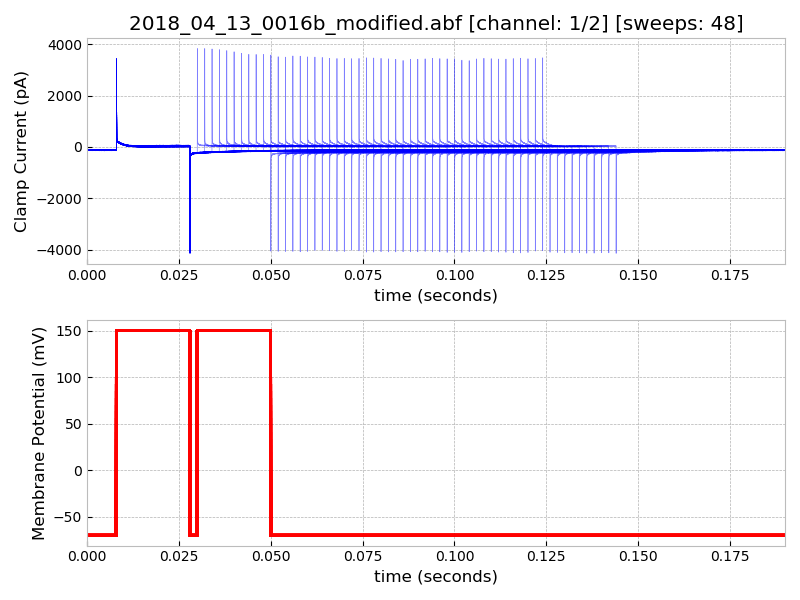 2018_04_13_0016b_modified.abf [channel: 1/2] [sweeps: 48]
4000
2000
0
−2000
−4000
Clamp Current (pA)
0.000 0.025 0.050 0.075 0.100 0.125 0.150 0.175
time (seconds)
150
100
50
0
−50
Membrane Potential (mV)
0.000 0.025 0.050 0.075 0.100 0.125 0.150 0.175
time (seconds)